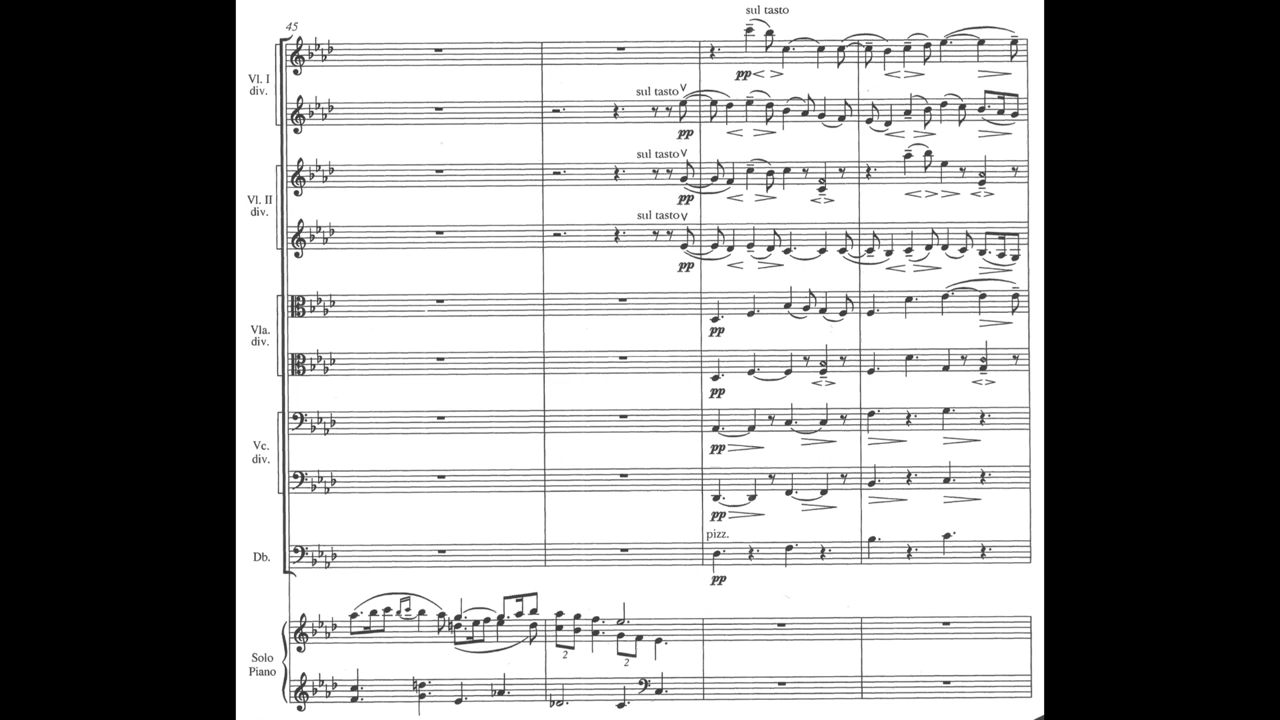 45
sul tasto
Vl. I
div.
pp
sul tasto
pp
sul tasto
Vl. II
div.
pp
sul tasto
pp
Vla.
div.
pp
pp
Vc.
div.
pp
pp
pizz.
Db.
pp
Solo
Piano
2
2